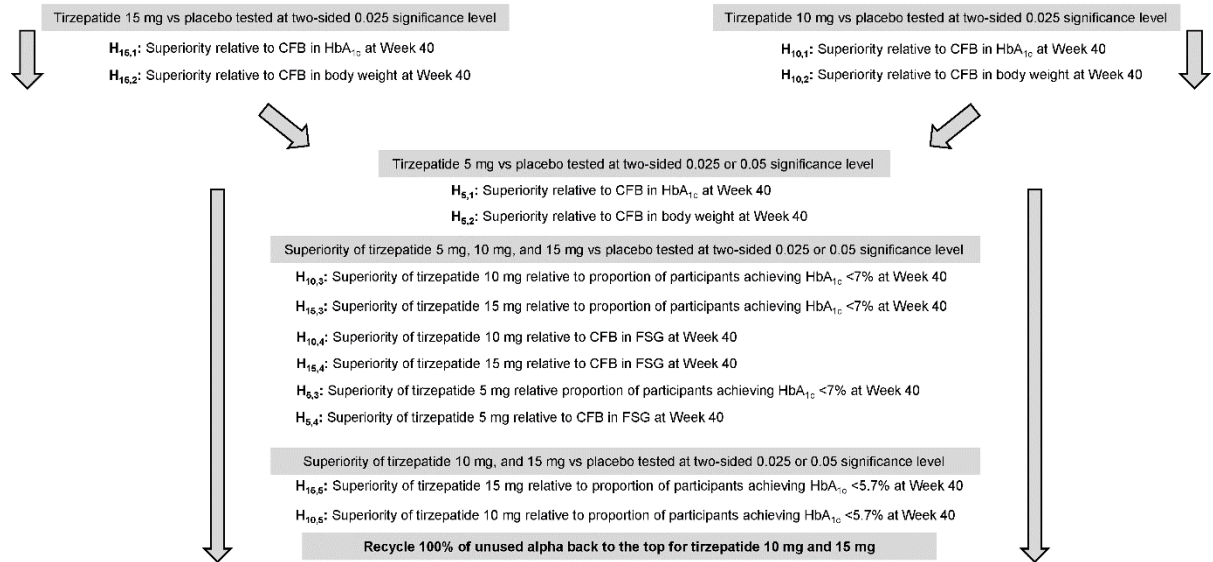 Tirzepatide 15 mg vs placebo tested at two-sided 0.025 significance level
H15,1: Superiority relative to CFB in HbA1c at Week 40
H15,2: Superiority relative to CFB in body weight at Week 40
Tirzepatide 10 mg vs placebo tested at two-sided 0.025 significance level
H10,1: Superiority relative to CFB in HbA1c at Week 40
H10,2: Superiority relative to CFB in body weight at Week 40
Tirzepatide 5 mg vs placebo tested at two-sided 0.025 or 0.05 significance level
H5,1: Superiority relative to CFB in HbA1c at Week 40
H5,2: Superiority relative to CFB in body weight at Week 40
Superiority of tirzepatide 5 mg, 10 mg, and 15 mg vs placebo tested at two-sided 0.025 or 0.05 significance level
H10,3: Superiority of tirzepatide 10 mg relative to proportion of participants achieving HbA1c <7% at Week 40
H15,3: Superiority of tirzepatide 15 mg relative to proportion of participants achieving HbA1c <7% at Week 40
H10,4: Superiority of tirzepatide 10 mg relative to CFB in FSG at Week 40
H15,4: Superiority of tirzepatide 15 mg relative to CFB in FSG at Week 40
H5,3: Superiority of tirzepatide 5 mg relative proportion of participants achieving HbA1c <7% at Week 40
H5,4: Superiority of tirzepatide 5 mg relative to CFB in FSG at Week 40
Superiority of tirzepatide 10 mg, and 15 mg vs placebo tested at two-sided 0.025 or 0.05 significance level
H15,5: Superiority of tirzepatide 15 mg relative to proportion of participants achieving HbA1c <5.7% at Week 40
H10,5: Superiority of tirzepatide 10 mg relative to proportion of participants achieving HbA1c <5.7% at Week 40
Recycle 100% of unused alpha back to the top for tirzepatide 10 mg and 15 mg